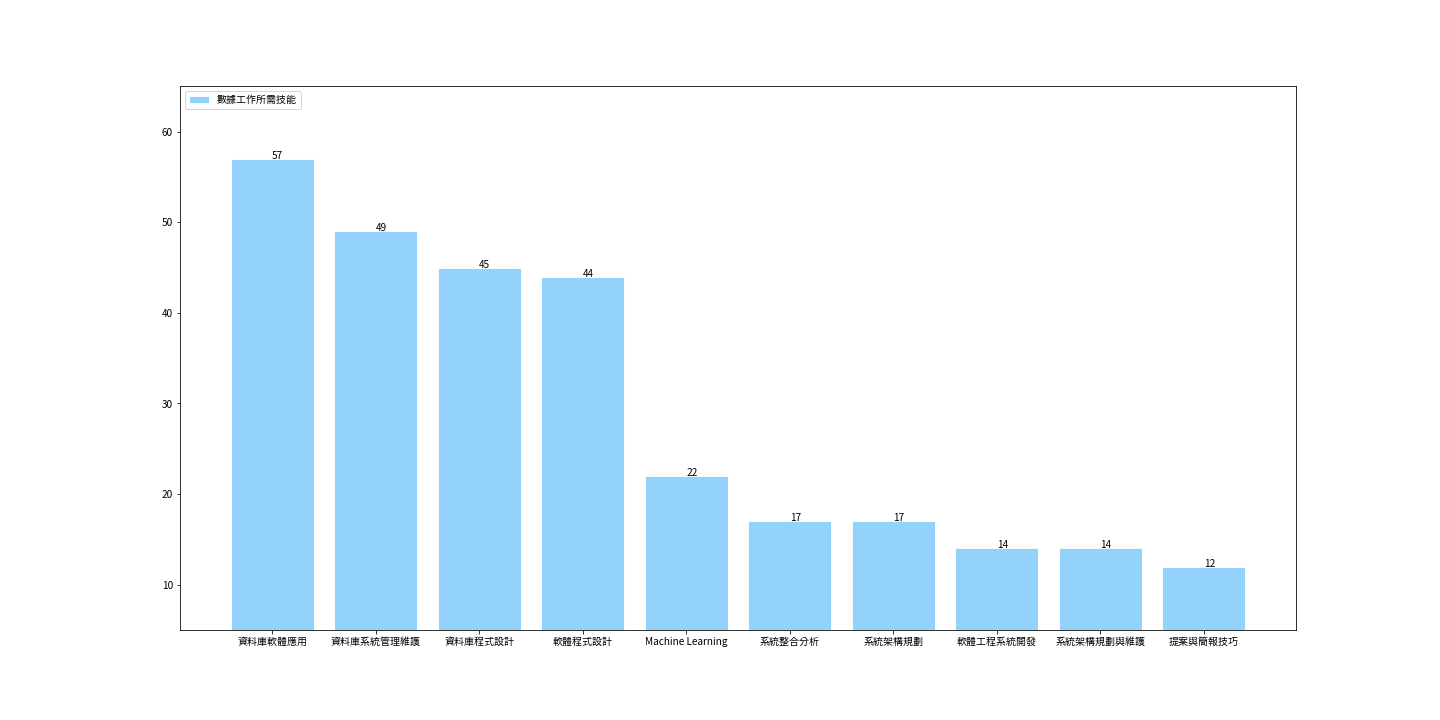 數據工作所需技能
60
50
40
30
20
10
57
49
45
44
22
17
17
14
14
12
資料庫軟體應用
資料庫系統管理維護
資料庫程式設計
軟體程式設計
Machine Learning
系統整合分析
系統架構規劃
軟體工程系統開發
系統架構規劃與維護
提案與簡報技巧